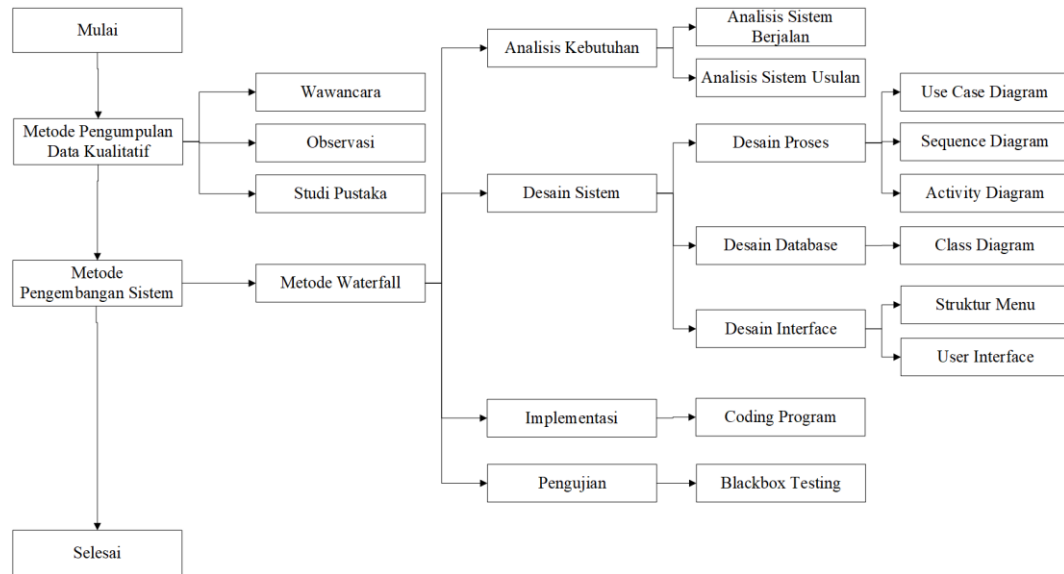 Mulai
Metode Pengumpulan
Data Kualitatif
Wawancara
Observasi
Studi Pustaka
Metode
Pengembangan Sistem
Metode Waterfall
Analisis Kebutuhan
Analisis Sistem
Berjalan
Analisis Sistem Usulan
Desain Sistem
Desain Proses
Use Case Diagram
Sequence Diagram
Activity Diagram
Desain Database
Class Diagram
Desain Interface
Struktur Menu
User Interface
Implementasi
Coding Program
Pengujian
Blackbox Testing
Selesai